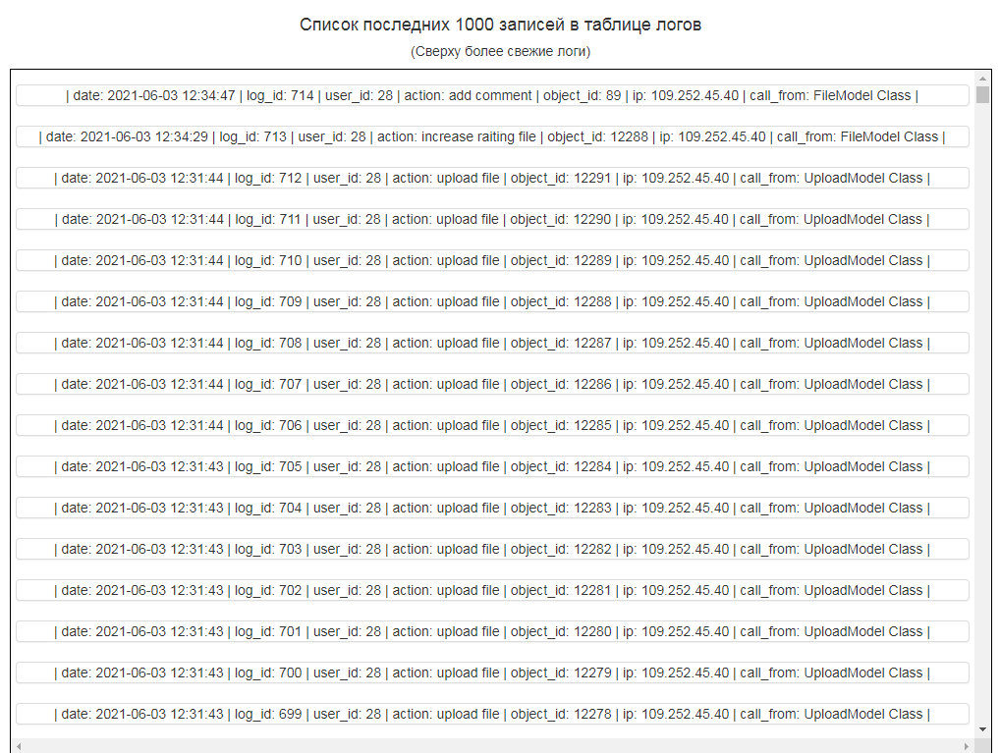 Список последних 1000 записей в таблице логов
(Сверху более свежие логи)
| date: 2021-06-03 12:34:47 | log_id: 714 | user_id: 28 | action: add comment | object_id: 89 | ip: 109.252.45.40 | call_from: FileModel Class |
| date: 2021-06-03 12:34:29 | log_id: 713 | user_id: 28 | action: increase raiting file | object_id: 12288 | ip: 109.252.45.40 | call_from: FileModel Class |
| date: 2021-06-03 12:31:44 | log_id: 712 | user_id: 28 | action: upload file | object_id: 12291 | ip: 109.252.45.40 | call_from: UploadModel Class |
| date: 2021-06-03 12:31:44 | log_id: 711 | user_id: 28 | action: upload file | object_id: 12290 | ip: 109.252.45.40 | call_from: UploadModel Class |
| date: 2021-06-03 12:31:44 | log_id: 710 | user_id: 28 | action: upload file | object_id: 12289 | ip: 109.252.45.40 | call_from: UploadModel Class |
| date: 2021-06-03 12:31:44 | log_id: 709 | user_id: 28 | action: upload file | object_id: 12288 | ip: 109.252.45.40 | call_from: UploadModel Class |
| date: 2021-06-03 12:31:44 | log_id: 708 | user_id: 28 | action: upload file | object_id: 12287 | ip: 109.252.45.40 | call_from: UploadModel Class |
| date: 2021-06-03 12:31:44 | log_id: 707 | user_id: 28 | action: upload file | object_id: 12286 | ip: 109.252.45.40 | call_from: UploadModel Class |
| date: 2021-06-03 12:31:44 | log_id: 706 | user_id: 28 | action: upload file | object_id: 12285 | ip: 109.252.45.40 | call_from: UploadModel Class |
| date: 2021-06-03 12:31:43 | log_id: 705 | user_id: 28 | action: upload file | object_id: 12284 | ip: 109.252.45.40 | call_from: UploadModel Class |
| date: 2021-06-03 12:31:43 | log_id: 704 | user_id: 28 | action: upload file | object_id: 12283 | ip: 109.252.45.40 | call_from: UploadModel Class |
| date: 2021-06-03 12:31:43 | log_id: 703 | user_id: 28 | action: upload file | object_id: 12282 | ip: 109.252.45.40 | call_from: UploadModel Class |
| date: 2021-06-03 12:31:43 | log_id: 702 | user_id: 28 | action: upload file | object_id: 12281 | ip: 109.252.45.40 | call_from: UploadModel Class |
| date: 2021-06-03 12:31:43 | log_id: 701 | user_id: 28 | action: upload file | object_id: 12280 | ip: 109.252.45.40 | call_from: UploadModel Class |
| date: 2021-06-03 12:31:43 | log_id: 700 | user_id: 28 | action: upload file | object_id: 12279 | ip: 109.252.45.40 | call_from: UploadModel Class |
| date: 2021-06-03 12:31:43 | log_id: 699 | user_id: 28 | action: upload file | object_id: 12278 | ip: 109.252.45.40 | call_from: UploadModel Class |